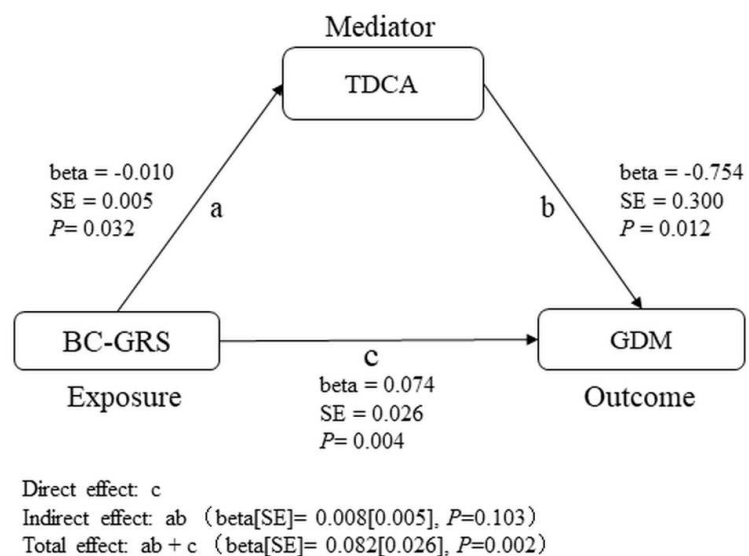 Mediator
TDCA
beta = -0.010
SE = 0.005
P= 0.032
a
beta = -0.754
SE = 0.300
P = 0.012
b
BC-GRS
Exposure
c
beta = 0.074
SE = 0.026
P= 0.004
GDM
Outcome
Direct effect: c
Indirect effect: ab （beta[SE]= 0.008[0.005], P=0.103）
Total effect: ab + c （beta[SE]= 0.082[0.026], P=0.002）